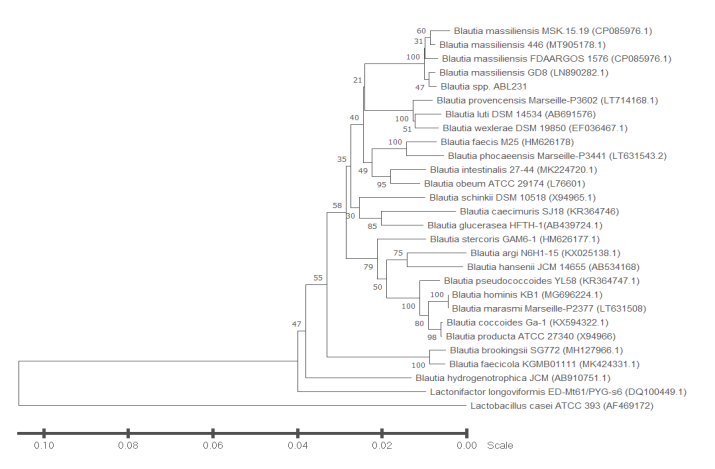 60
Blautia massiliensis MSK.15.19 (CP085976.1)
31
Blautia massiliensis 446 (MT905178.1)
100
Blautia massiliensis FDAARGOS 1576 (CP085976.1)
Blautia massiliensis GD8 (LN890282.1)
21
47
Blautia spp. ABL231
Blautia provencensis Marseille-P3602 (LT714168.1)
100
Blautia luti DSM 14534 (AB691576)
40
51
Blautia wexlerae DSM 19850 (EF036467.1)
100
Blautia faecis M25 (HM626178)
Blautia phocaeensis Marseille-P3441 (LT631543.2)
35
49
Blautia intestinalis 27-44 (MK224720.1)
95
Blautia obeum ATCC 29174 (L76601)
Blautia schinkii DSM 10518 (X94965.1)
58
30
Blautia caecimuris SJ18 (KR364746)
85
Blautia glucerasea HFTH-1(AB439724.1)
Blautia stercoris GAM6-1 (HM626177.1)
75
Blautia argi N6H1-15 (KX025138.1)
79
Blautia hansenii JCM 14655 (AB534168)
55
50
Blautia pseudococcoides YL58 (KR364747.1)
100
Blautia hominis KB1 (MG696224.1)
100
Blautia marasmi Marseille-P2377 (LT631508)
80
Blautia coccoides Ga-1 (KX594322.1)
47
98
Blautia producta ATCC 27340 (X94966)
Blautia brookingsii SG772 (MH127966.1)
100
Blautia faecicola KGMB01111 (MK424331.1)
Blautia hydrogenotrophica JCM (AB910751.1)
Lactonifactor longoviformis ED-Mt61/PYG-s6 (DQ100449.1)
Lactobacillus casei ATCC 393 (AF469172)
0.10 0.08 0.06 0.04 0.02 0.00 Scale